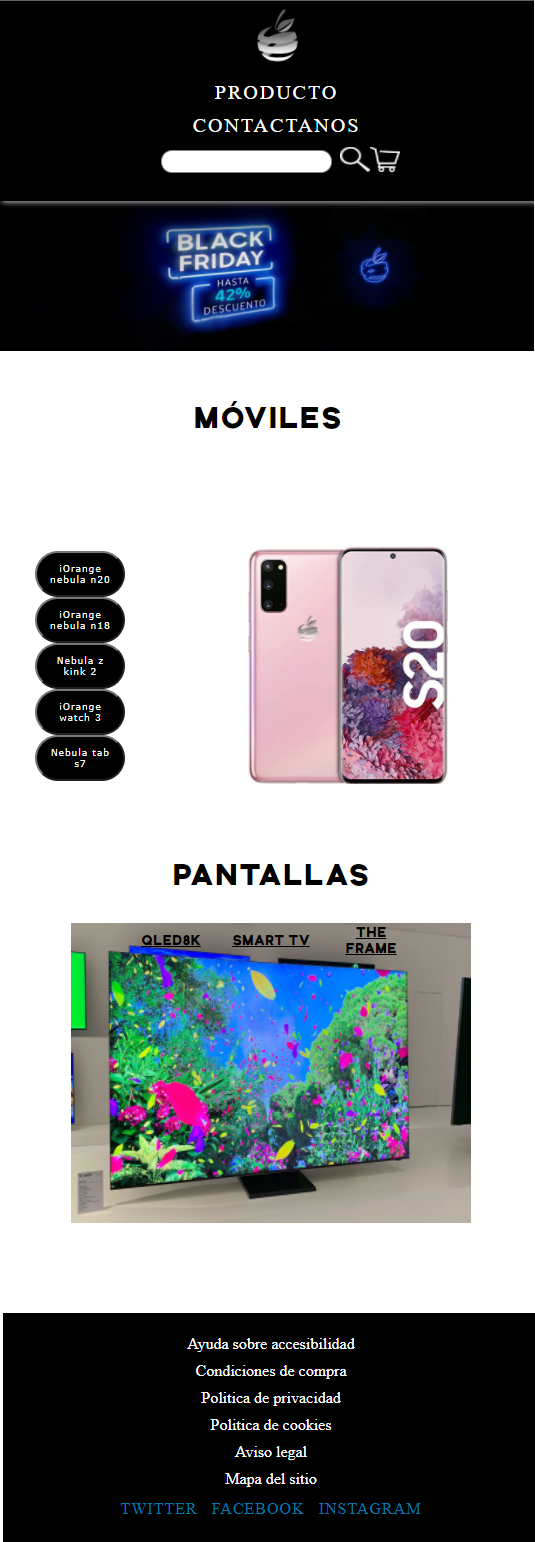 PRODUCTO
CONTACTANOS
BLACK
FRIDAY
HASTA
42%
DESCUENTO
MÓVILES
iOrange
nebula n20
iOrange
nebula n18
Nebula z
kink 2
iOrange
watch 3
Nebula tab
s7
S20
PANTALLAS
QLED8K
SMART TV
THE
FRAME
Ayuda sobre accesibilidad
Condiciones de compra
Politica de privacidad
Politica de cookies
Aviso legal
Mapa del sitio
TWITTER INSTAGRAM FACEBOOK